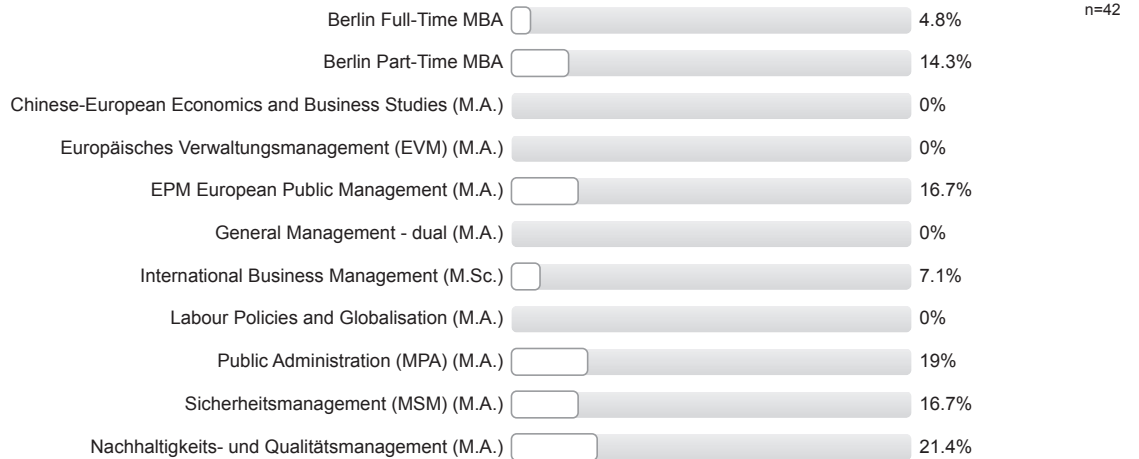 n=42
Berlin Full-Time MBA 4.8%
Berlin Part-Time MBA 14.3%
Chinese-European Economics and Business Studies (M.A.) 0%
Europäisches Verwaltungsmanagement (EVM) (M.A.) 0%
EPM European Public Management (M.A.) 16.7%
General Management - dual (M.A.) 0%
International Business Management (M.Sc.) 7.1%
Labour Policies and Globalisation (M.A.) 0%
Public Administration (MPA) (M.A.) 19%
Sicherheitsmanagement (MSM) (M.A.) 16.7%
Nachhaltigkeits- und Qualitätsmanagement (M.A.) 21.4%